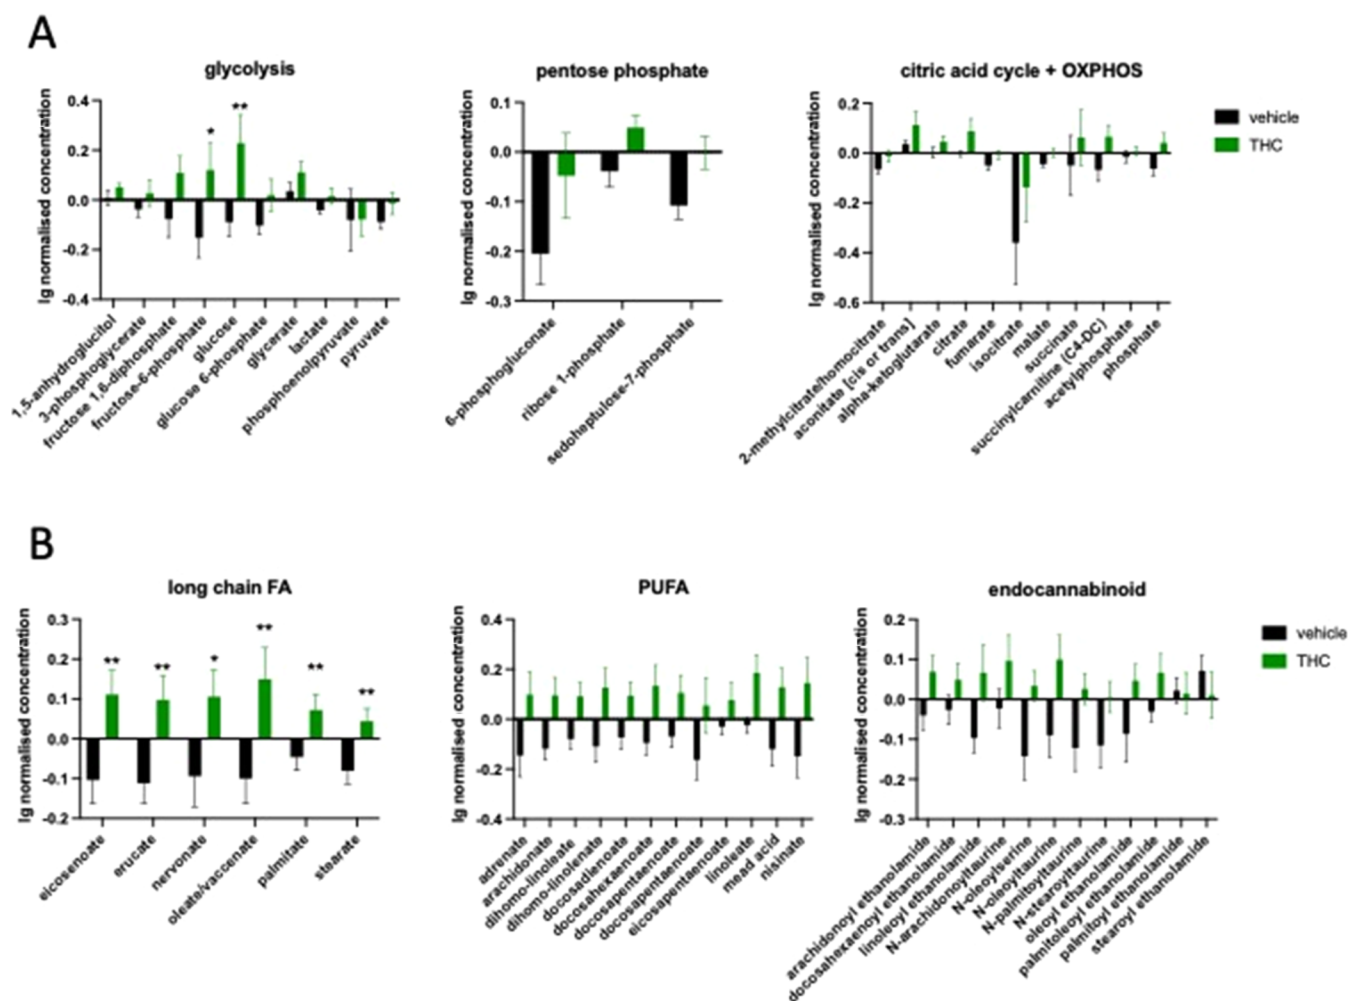 A
glycolysis
lg normalised concentration
0.4
0.2
0.0
-0.2
-0.4
*
**
1,5-anhydroglucitol
3-phosphoglycerate
fructose 1,6-diphosphate
fructose-6-phosphate
glucose
glucose 6-phosphate
glycerate
lactate
phosphoenolpyruvate
pyruvate
pentose phosphate
lg normalised concentration
0.1
0.0
-0.1
-0.2
-0.3
6-phosphogluconate
ribose 1-phosphate
sedoheptulose-7-phosphate
citric acid cycle + OXPHOS
lg normalised concentration
0.2
0.0
-0.2
-0.4
-0.6
2-methylcitrate/homocitrate
aconitate [cis or trans]
alpha-ketoglutarate
citrate
fumarate
isocitrate
malate
succinate
succinylcarnitine (C4-DC)
acetylphosphate
phosphate
vehicle
THC
B
long chain FA
lg normalised concentration
0.3
0.2
0.1
0.0
-0.1
-0.2
**
**
*
**
**
**
eicosenoate
erucate
nervonate
oleate/vaccenate
palmitate
stearate
PUFA
lg normalised concentration
0.4
0.2
0.0
-0.2
-0.4
adrenate
arachidonate
dihomo-linoleate
dihomo-linolenate
docosadienoate
docosahexaenoate
docosapentaenoate
docosapentaenoate
eicosapentaenoate
linoleate
mead acid
nisinate
endocannabinoid
lg normalised concentration
0.2
0.1
0.0
-0.1
-0.2
-0.3
arachidonoyl ethanolamide
docosahexaenoyl ethanolamide
linoleoyl ethanolamide
N-arachidonoyltaurine
N-oleoylserine
N-oleoyltaurine
N-palmitoyltaurine
N-stearoyltaurine
oleoyl ethanolamide
palmitoleoyl ethanolamide
palmitoyl ethanolamide
stearoyl ethanolamide
vehicle
THC